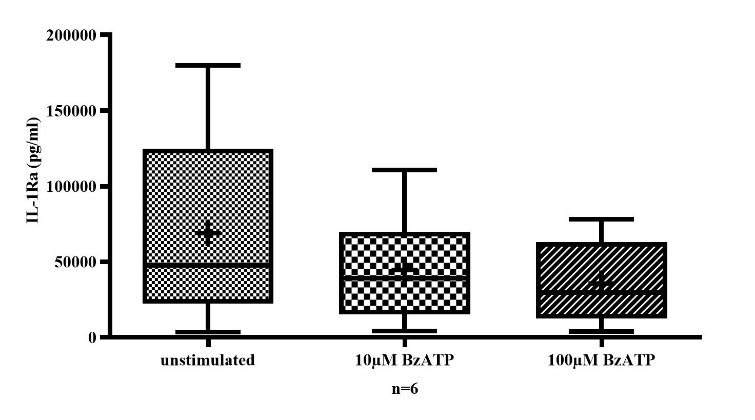 IL-1Ra (pg/ml)
200000
150000
100000
50000
0
unstimulated
10µM BzATP
100µM BzATP
n=6